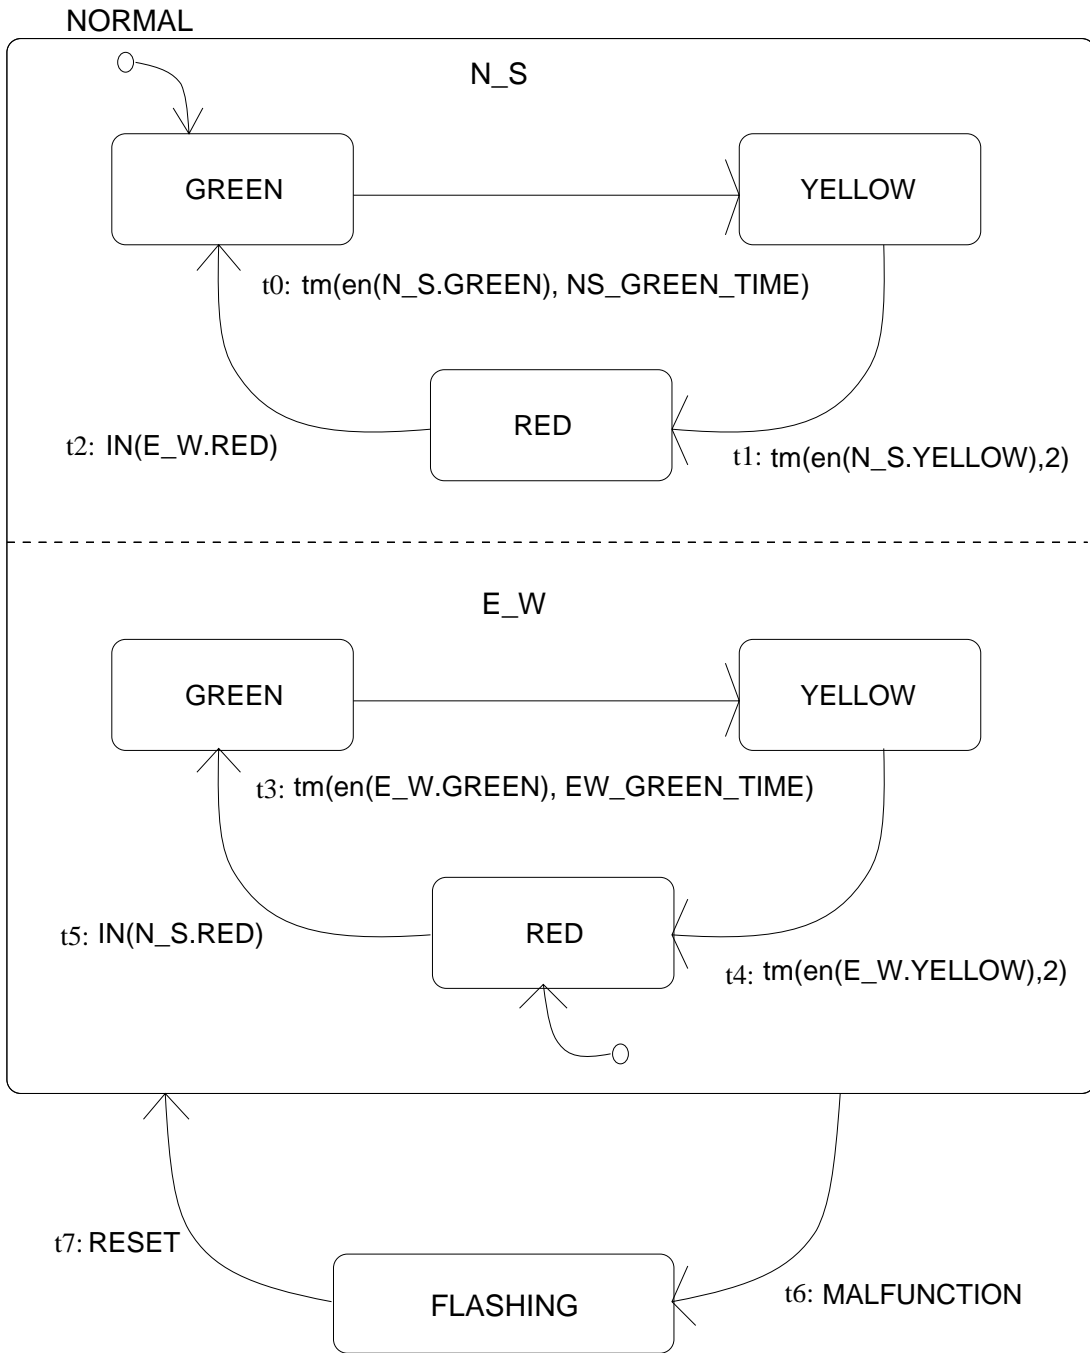 NORMAL
N_S
GREEN
YELLOW
t0: tm(en(N_S.GREEN), NS_GREEN_TIME)
RED
t2: IN(E_W.RED)
t1: tm(en(N_S.YELLOW),2)
E_W
GREEN
YELLOW
t3: tm(en(E_W.GREEN), EW_GREEN_TIME)
RED
t5: IN(N_S.RED)
t4: tm(en(E_W.YELLOW),2)
t7: RESET
FLASHING
t6: MALFUNCTION